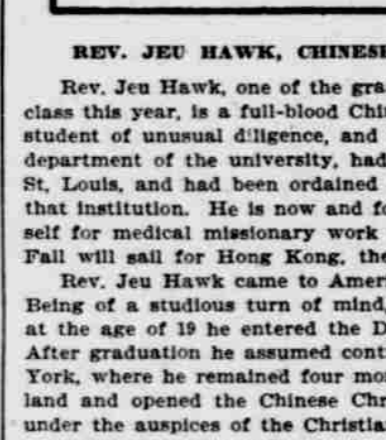 REV. JEU HAWK, CHINESE
Rev. Jeu Hawk, one of the gra
class this year, is a full-blood Chi
student of unusual diligence, and
department of the university, had
St. Louis, and had been ordained
that institution. He is now and fo
self for medical missionary work
Fall will sail for Hong Kong, the
Rev. Jeu Hawk came to Amer
Being of a studious turn of mind,
at the age of 19 he entered the D
After graduation he assumed cont
York, where he remained four mo
land and opened the Chinese Chr
under the auspices of the Christia